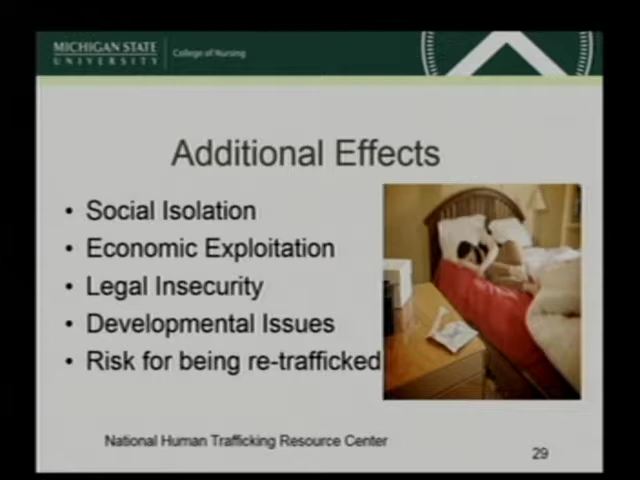 MICHIGAN STATE
UNIVERSITY
College of Nursing
Additional Effects
• Social Isolation
• Economic Exploitation
• Legal Insecurity
• Developmental Issues
• Risk for being re-trafficked
National Human Trafficking Resource Center
29